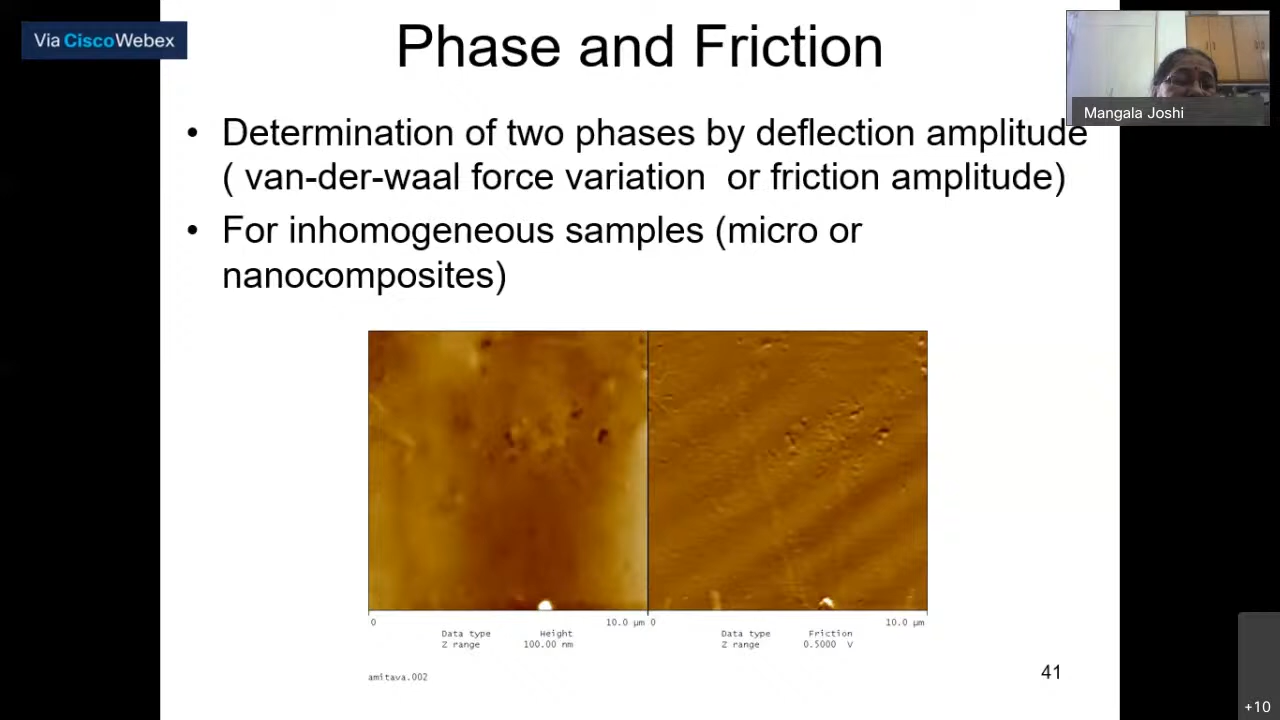 Via Cisco Webex
Phase and Friction
Mangala Joshi
• Determination of two phases by deflection amplitude
( van-der-waal force variation or friction amplitude)
• For inhomogeneous samples (micro or
nanocomposites)
0 10.0 µm 0 10.0 µm
Data type Height Data type Friction
Z range 100.00 nm Z range 0.5000 V
amitava.002
41
+10